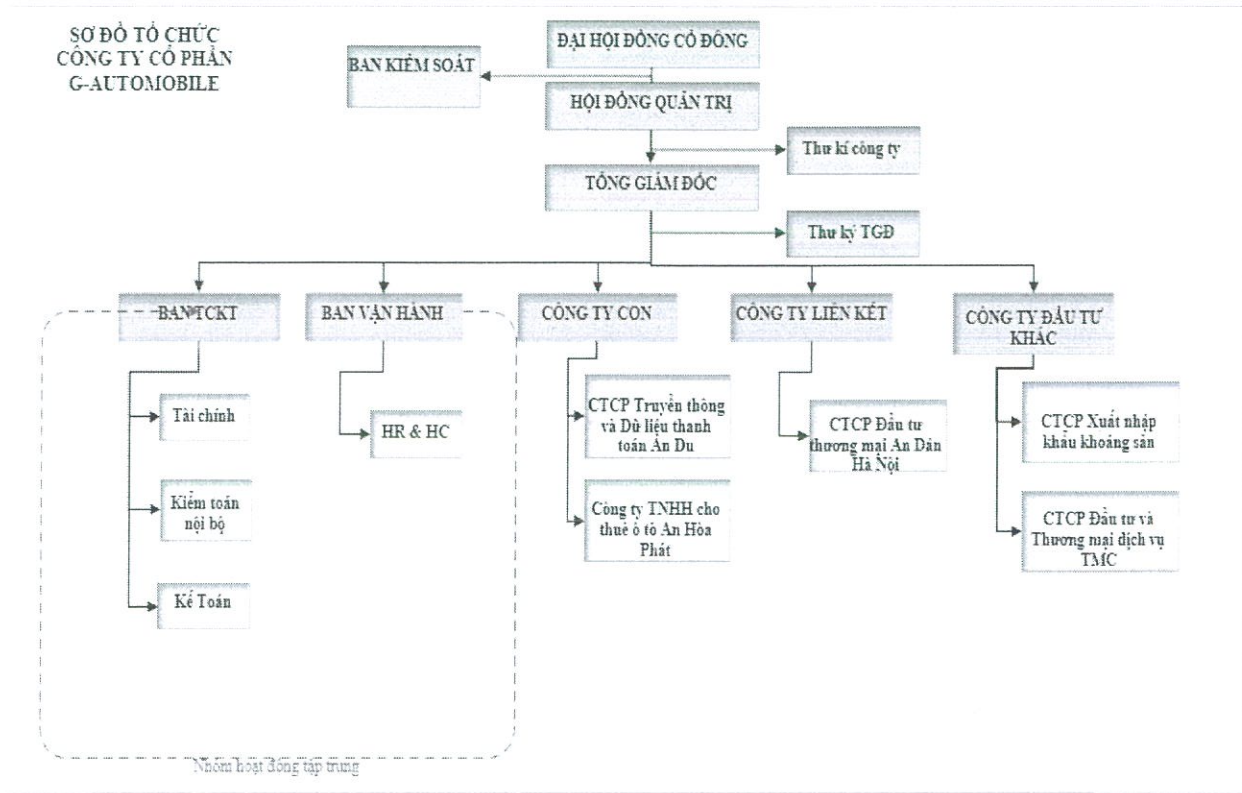 SƠ ĐỒ TỔ CHỨC
CÔNG TY CỔ PHẦN
G-AUTOMOBILE
ĐẠI HỘI ĐỒNG CỔ ĐÔNG
BAN KIỂM SOÁT
HỘI ĐỒNG QUẢN TRỊ
Thư kí công ty
TỔNG GIÁM ĐỐC
Thư ký TGĐ
BAN TCKT
BAN VẬN HÀNH
CÔNG TY CON
CÔNG TY LIÊN KẾT
CÔNG TY ĐẦU TƯ
KHÁC
Tài chính
Kiểm toán
nội bộ
Kế Toán
HR & HC
CTCP Truyền thông
và Dữ liệu thanh
toán An Du
Công ty TNHH cho
thuê ô tô An Hòa
Phát
CTCP Đầu tư
thương mại An Dân
Hà Nội
CTCP Xuất nhập
khẩu khoáng sản
CTCP Đầu tư và
Thương mại dịch vụ
TMC
Nhóm hoạt động tập trung